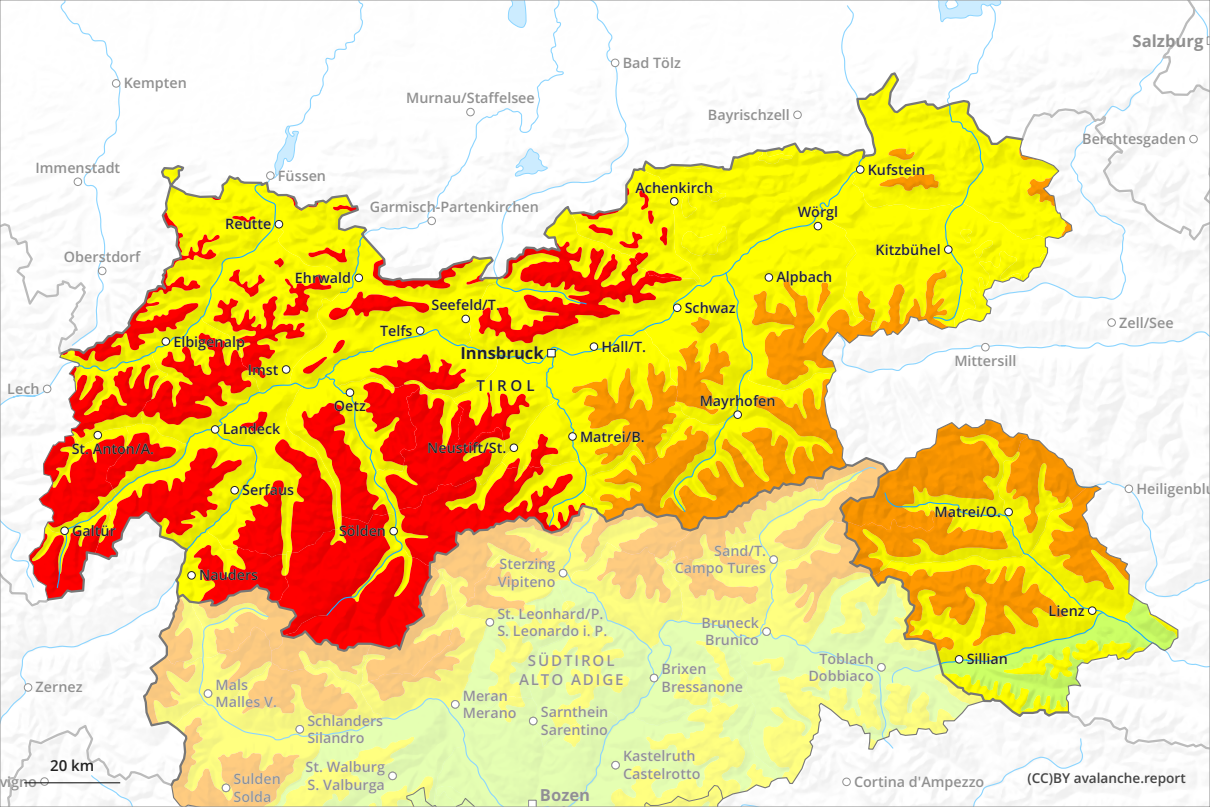 Salzburg
Bad Tölz
Kempten
Murnau/Staffelsee
Bayrischzell
Berchtesgaden
Immenstadt
Füssen
Kufstein
Achenkirch
Garmisch-Partenkirchen
Wörgl
Reutte
Kitzbühel
Oberstdorf
Ehrwald
Alpbach
Seefeld/T.
Schwaz
Zell/See
Telfs
Elbigenalp
Innsbruck
Hall/T.
Mittersill
Imst
Lech
TIROL
Oetz
Mayrhofen
Landeck
Matrei/B.
St. Anton/A.
Neustift/St.
Serfaus
Heiligenblu
Matrei/O.
Galtür
Sölden
Sand/T.
Campo Tures
Sterzing
Vipiteno
Nauders
Lienz
St. Leonhard/P.
S. Leonardo i. P.
Bruneck
Brunico
SÜDTIROL
ALTO ADIGE
Toblach
Dobbiaco
Sillian
Brixen
Bressanone
Zernez
Mals
Malles V.
Meran
Merano
Sarnthein
Sarentino
Schlanders
Silandro
Kastelruth
Castelrotto
St. Walburg
S. Valburga
20 km
vigno
Sulden
Solda
Cortina d'Ampezzo
(CC)BY avalanche.report
Bozen